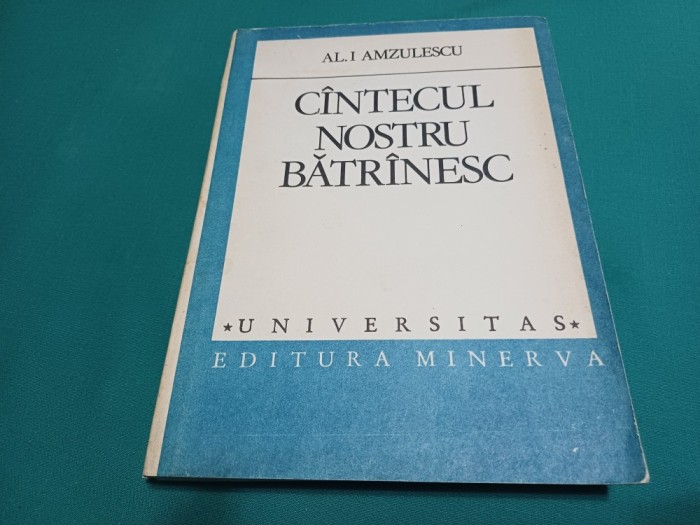 AL. I AMZULESCU
CÎNTECUL
NOSTRU
BĂTRÎNESC
★ UNIVERSITAS ★
EDITURA MINERVA